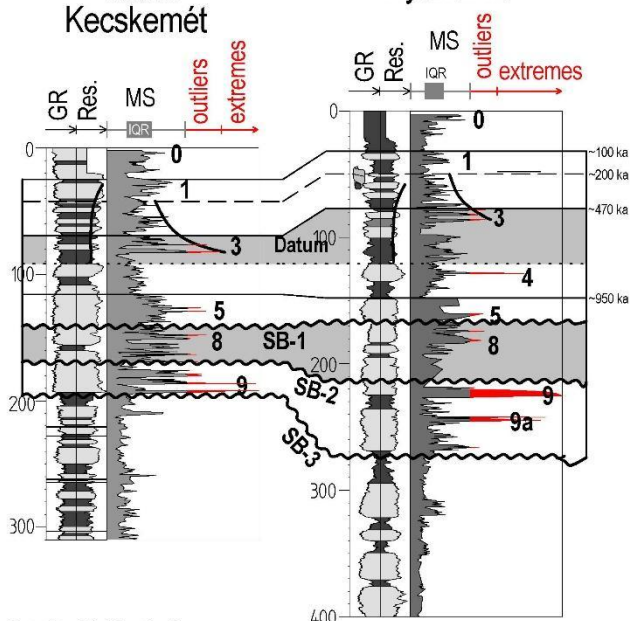 Kecskemét
GR
Res.
MS
IQR
outliers
extremes
GR
Res.
MS
IQR
outliers
extremes
0
0
0
0
~100 ka
1
1
~200 ka
3
3
~470 ka
Datum
100
100
4
5
5
~950 ka
SB-1
8
8
200
200
SB-2
9
9
9a
SB-3
300
300
400